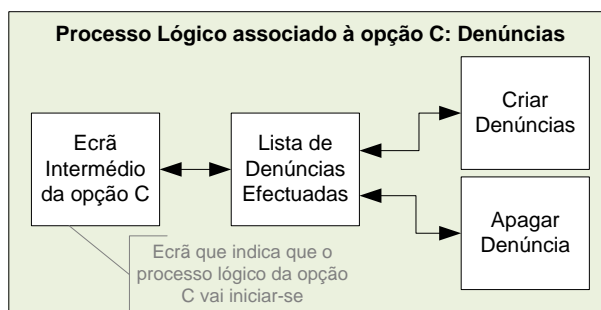 Processo Lógico associado à opção C: Denúncias
Ecrã
Intermédio
da opção C
Lista de
Denúncias
Efectuadas
Criar
Denúncias
Apagar
Denúncia
Ecrã que indica que o
processo lógico da opção
C vai iniciar-se